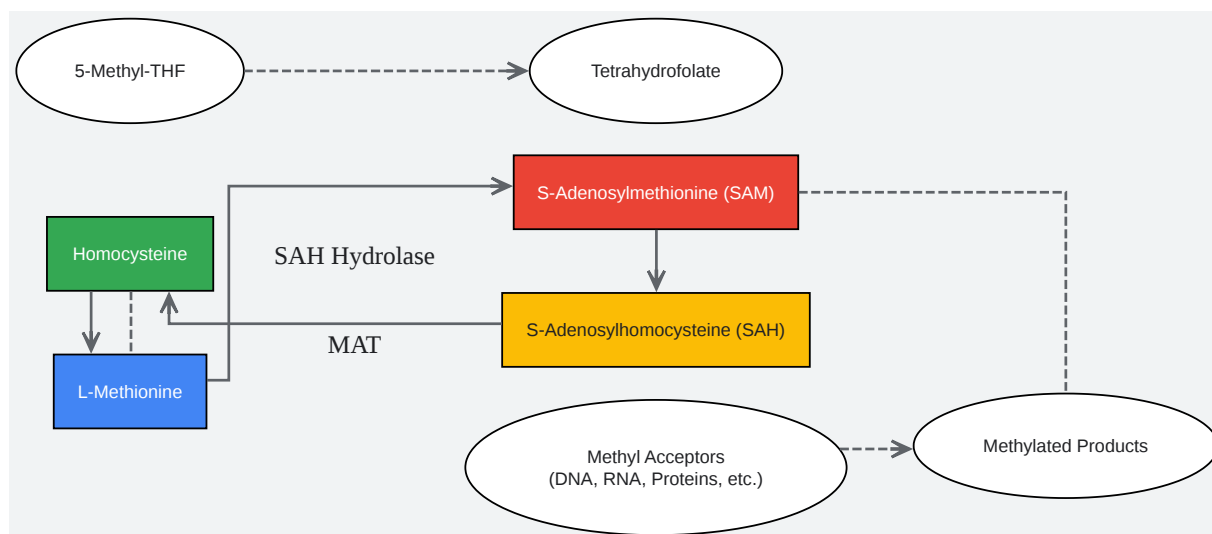 5-Methyl-THF
Tetrahydrofolate
S-Adenosylmethionine (SAM)
Homocysteine
SAH Hydrolase
S-Adenosylhomocysteine (SAH)
MAT
L-Methionine
Methyl Acceptors
(DNA, RNA, Proteins, etc.)
Methylated Products